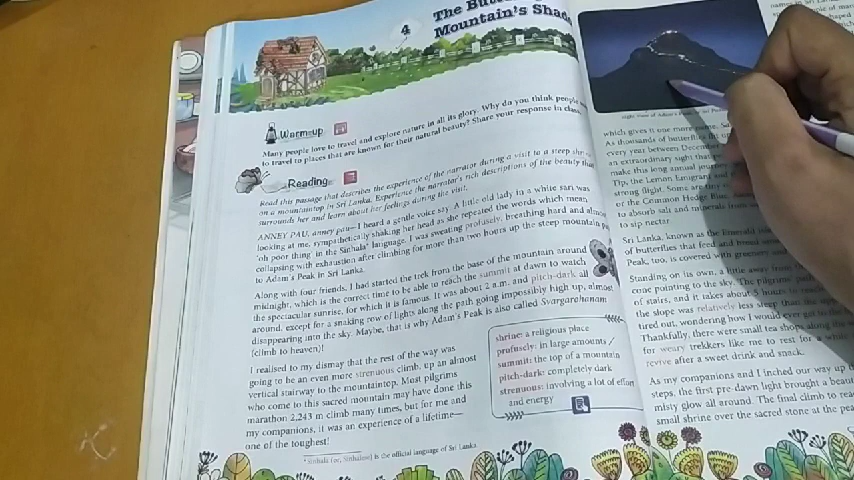 4
The
Mountain's
Warmup
Many people love to travel and explore nature in all its glory. Why do you think people
to travel to places that are known for their natural beauty? Share your response in class.
Reading
Read this passage that describes the experience of the narrator during a visit to a steep
on a mountaintop in Sri Lanka. Experience the narrator's rich descriptions of the beauty that
surrounds her and learn about her feelings during the visit.
ANNEY PAU, anney pau—I heard a gentle voice say. A little old lady in a white sari was
looking at me, sympathetically shaking her head as she repeated the words which mean
'oh poor thing' in the Sinhala* language. I was sweating profusely, breathing hard and almost
collapsing with exhaustion after climbing for more than two hours up the steep mountain
to Adam's Peak in Sri Lanka.
Along with four friends, I had started the trek from the base of the mountain around
midnight, which is the correct time to be able to reach the summit at dawn to watch
the spectacular sunrise, for which it is famous. It was about 2 a.m. and pitch-dark all
around, except for a snaking row of lights along the path going impossibly high up, almost
disappearing into the sky. Maybe, that is why Adam's Peak is also called Svargarohanam
(climb to heaven)!
I realised to my dismay that the rest of the way was
going to be an even more strenuous climb, up an almost
vertical stairway to the mountaintop. Most pilgrims
who come to this sacred mountain may have done this
marathon 2,243 m climb many times, but for me and
my companions, it was an experience of a lifetime—
one of the toughest!
shrine: a religious place
profusely: in large amounts
summit: the top of a mountain
pitch-dark: completely dark
strenuous: involving a lot of effort
and energy
*Sinhala (or, Sinhalese) is the official language of Sri Lanka
which gives it one more name,
As thousands of butterflies
every year between
an extraordinary sight that
make this long annual journey
Tip, the Lemon Emigrant and
strong flight. Some are tiny
of the Common Hedge Blue,
to absorb salt and minerals from
to sip nectar.
Sri Lanka, known as the Emerald
of butterflies that feed and breed
Peak, too, is covered with greenery
Standing on its own, a little away from
cone pointing to the sky. The pilgrims' path
of stairs, and it takes about 5 hours to
the slope was relatively less steep than the
tired out, wondering how I would ever get to the
Thankfully, there were small tea shops along the
for weary trekkers like me to rest for a while
revive after a sweet drink and snack.
As my companions and I inched our way up the
steps, the first pre-dawn light brought a
misty glow all around. The final climb to
small shrine over the sacred stone at the